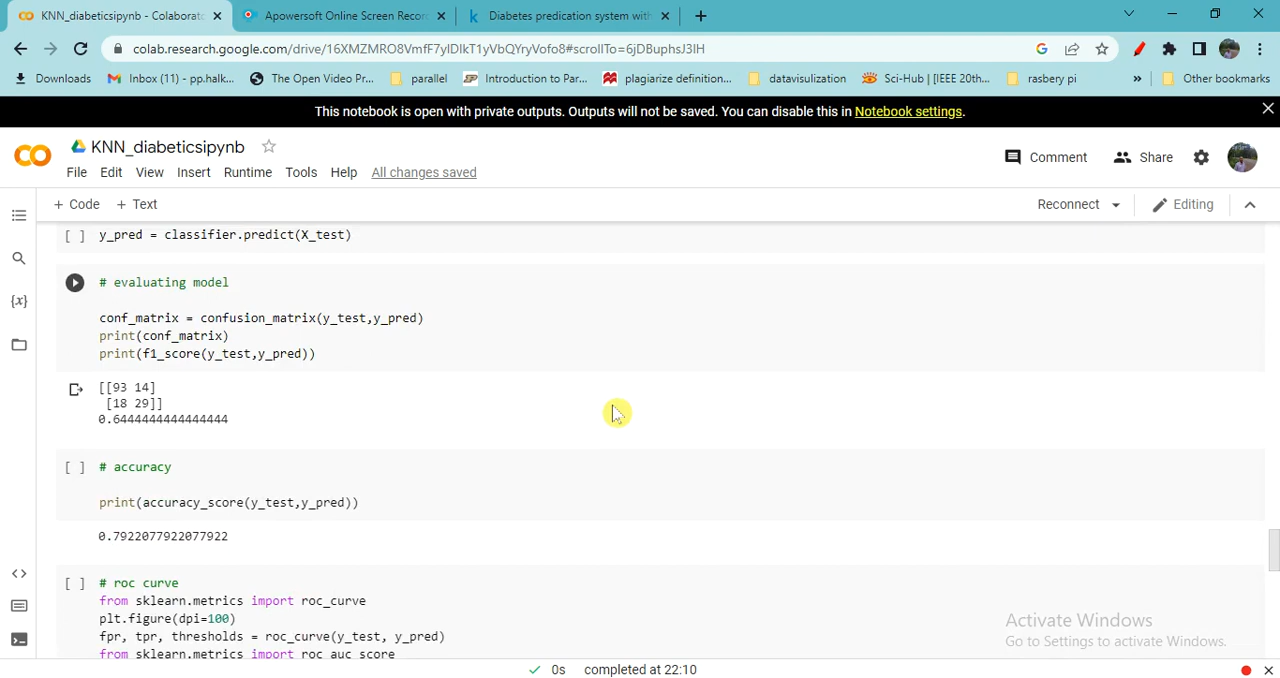 KNN_diabeticsipynb - Colaborato
Apowersoft Online Screen Recor
Diabetes predication system with
colab.research.google.com/drive/16XMZMRO8VmfF7ylDlkT1yVbQYryVofo8#scrollTo=6jDBuphsJ3IH
Downloads
Inbox (11) - pp.halk...
The Open Video Pr...
parallel
Introduction to Par...
plagiarize definition...
datavisulization
Sci-Hub | [IEEE 20th...
rasbery pi
»
Other bookmarks
This notebook is open with private outputs. Outputs will not be saved. You can disable this in Notebook settings.
KNN_diabeticsipynb
Comment
Share
File Edit View Insert Runtime Tools Help All changes saved
+ Code + Text
Reconnect
Editing
[ ] y_pred = classifier.predict(X_test)
# evaluating model
conf_matrix = confusion_matrix(y_test,y_pred)
print(conf_matrix)
print(f1_score(y_test,y_pred))
[[93 14]
[18 29]]
0.6444444444444444
[ ] # accuracy
print(accuracy_score(y_test,y_pred))
0.7922077922077922
[ ] # roc curve
from sklearn.metrics import roc_curve
plt.figure(dpi=100)
fpr, tpr, thresholds = roc_curve(y_test, y_pred)
from sklearn.metrics import roc_auc_score
Activate Windows
Go to Settings to activate Windows.
0s completed at 22:10